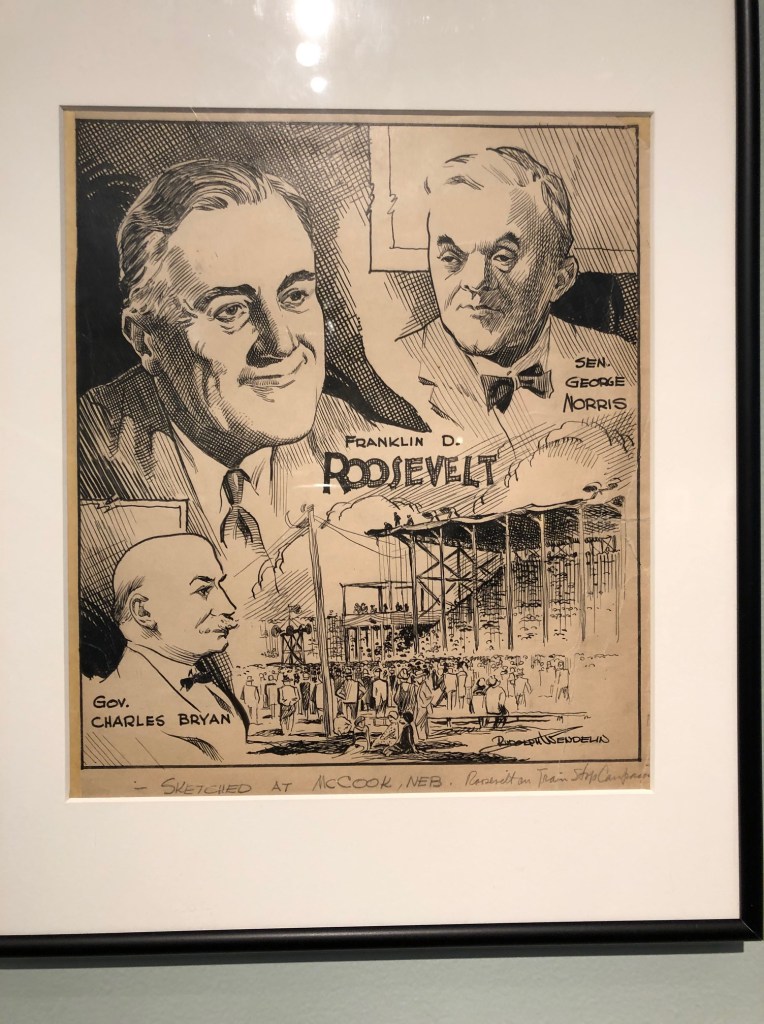 SEN.
GEORGE
NORRIS
FRANKLIN D.
ROOSEVELT
GOV.
CHARLES BRYAN
RUDOLPH WENDELIN
— SKETCHED AT McCOOK, NEB. Roosevelt on Train Stop Campaign